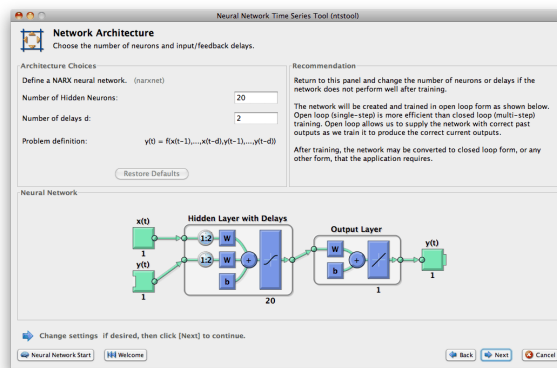 Neural Network Time Series Tool (ntstool)
Network Architecture
Choose the number of neurons and input/feedback delays.
Architecture Choices
Define a NARX neural network. (narxnet)
Number of Hidden Neurons: 20
Number of delays d: 2
Problem definition: y(t) = f(x(t-1),...,x(t-d),y(t-1),...,y(t-d))
Restore Defaults
Recommendation
Return to this panel and change the number of neurons or delays if the
network does not perform well after training.
The network will be created and trained in open loop form as shown below.
Open loop (single-step) is more efficient than closed loop (multi-step)
training. Open loop allows us to supply the network with correct past
outputs as we train it to produce the correct current outputs.
After training, the network may be converted to closed loop form, or any
other form, that the application requires.
Neural Network
Hidden Layer with Delays
Output Layer
x(t)
1
y(t)
1
1:2
W
1:2
W
+
b
20
W
+
b
1
y(t)
1
Change settings if desired, then click [Next] to continue.
Neural Network Start
Welcome
Back
Next
Cancel